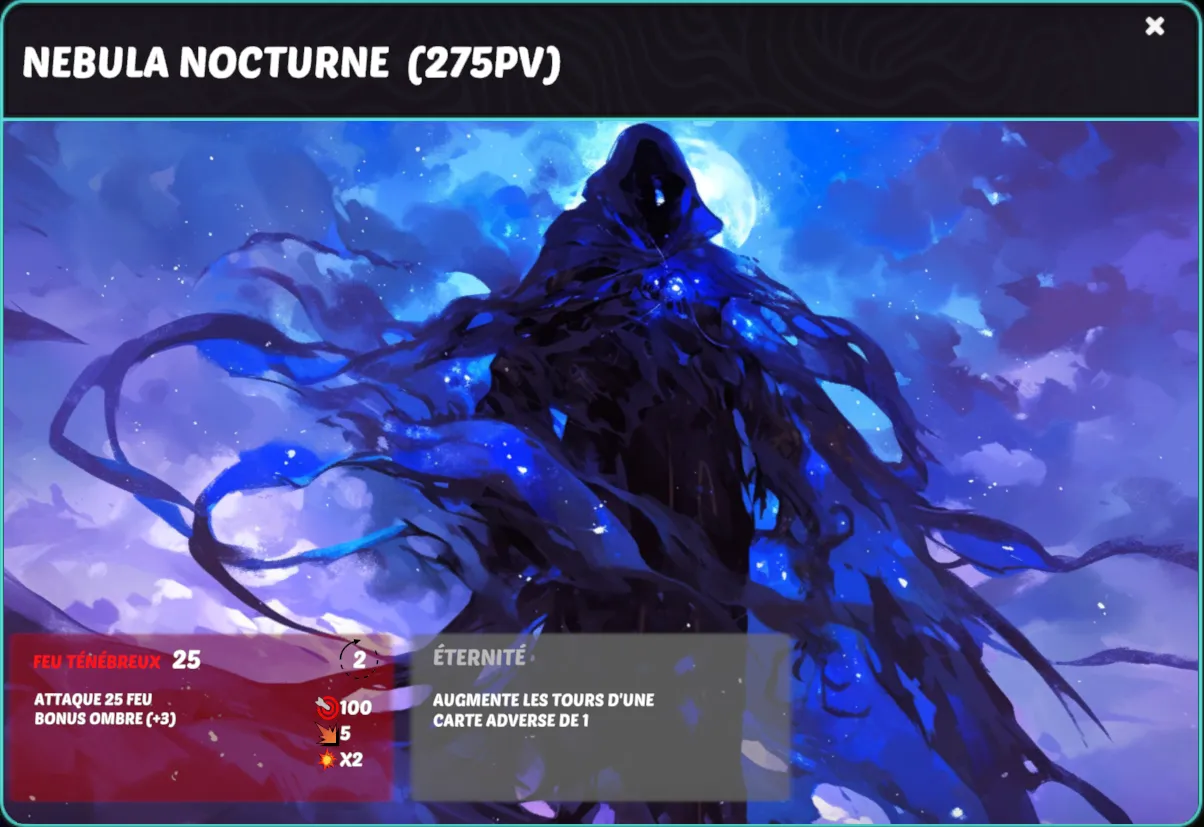 NEBULA NOCTURNE (275PV)
FEU TÉNÉBREUX 25
2
ATTAQUE 25 FEU
BONUS OMBRE (+3)
100
5
X2
ÉTERNITÉ
AUGMENTE LES TOURS D'UNE
CARTE ADVERSE DE 1